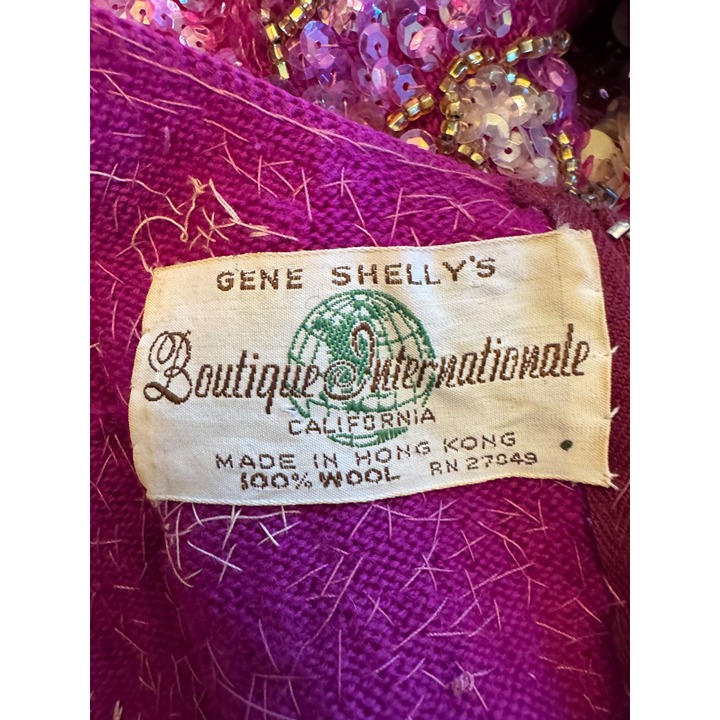 GENE SHELLY'S
Boutique Internationale
CALIFORNIA
MADE IN HONG KONG
100% WOOL RN 27049